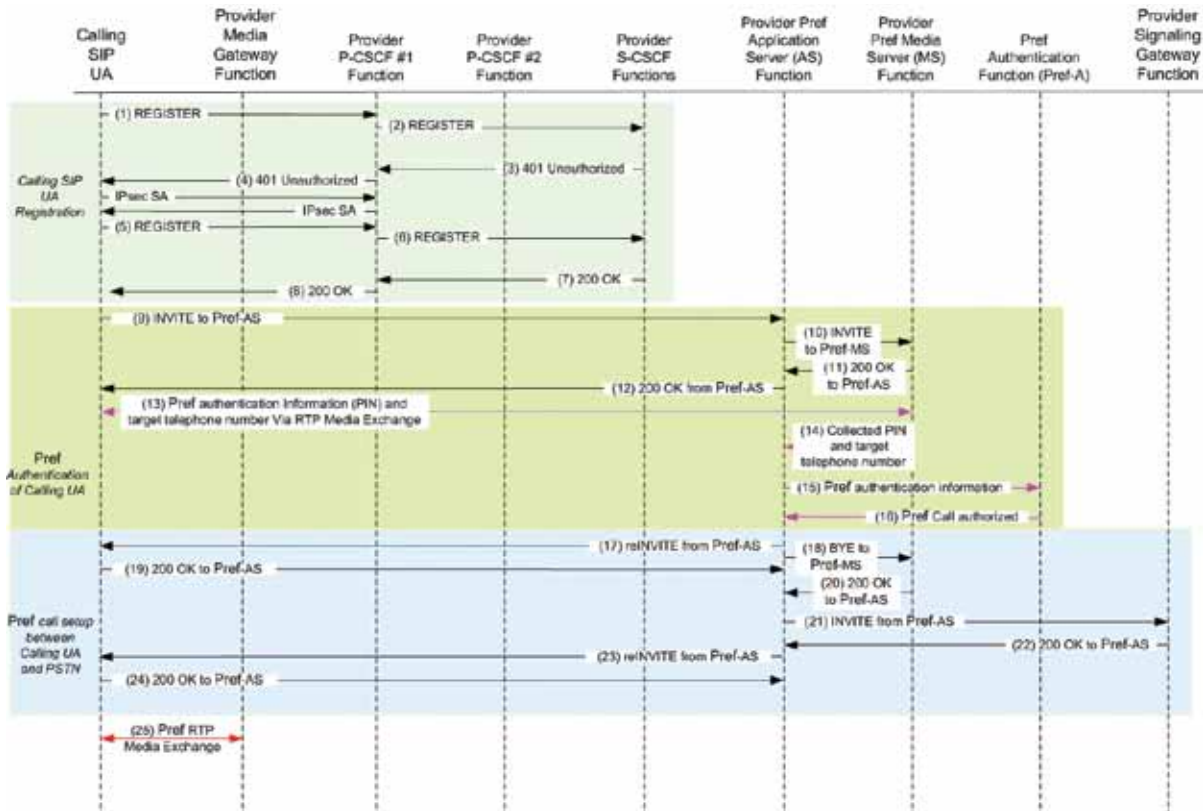 Calling
SIP
UA
Provider
Media
Gateway
Function
Provider
P-CSCF #1
Function
Provider
P-CSCF #2
Function
Provider
S-CSCF
Functions
Provider Pref
Application
Server (AS)
Function
Provider
Pref Media
Server (MS)
Function
Pref
Authentication
Function (Pref-A)
Provider
Signaling
Gateway
Function
Calling SIP
UA
Registration
(1) REGISTER
(2) REGISTER
(3) 401 Unauthorized
(4) 401 Unauthorized
IPsec SA
IPsec SA
(5) REGISTER
(6) REGISTER
(7) 200 OK
(8) 200 OK
Pref
Authentication
of Calling UA
(9) INVITE to Pref-AS
(10) INVITE
to Pref-MS
(11) 200 OK
to Pref-AS
(12) 200 OK from Pref-AS
(13) Pref authentication Information (PIN) and
target telephone number Via RTP Media Exchange
(14) Collected PIN
and target
telephone number
(15) Pref authentication information
(16) Pref Call authorized
Pref call setup
between
Calling UA
and PSTN
(17) reINVITE from Pref-AS
(18) BYE to
Pref-MS
(19) 200 OK to Pref-AS
(20) 200 OK
to Pref-AS
(21) INVITE from Pref-AS
(22) 200 OK to Pref-AS
(23) reINVITE from Pref-AS
(24) 200 OK to Pref-AS
(25) Pref RTP
Media Exchange